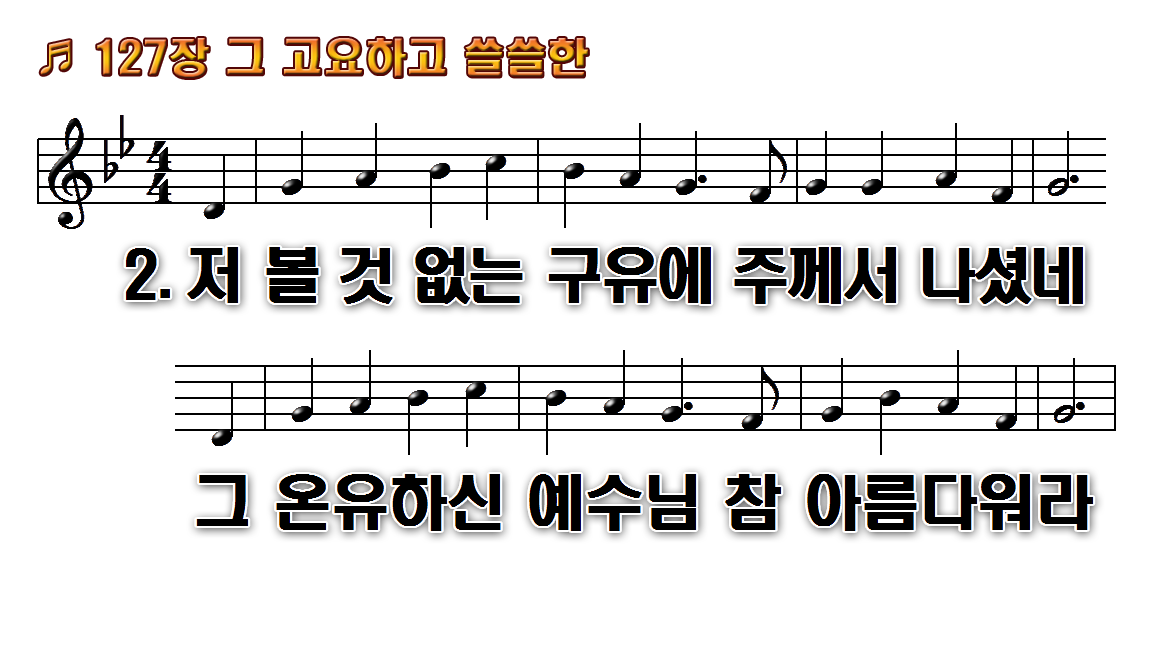 ♬ 127장 그 고요하고 쓸쓸한
4
4
2. 저 볼 것 없는 구유에 주께서 나셨네
그 온유하신 예수님 참 아름다워라